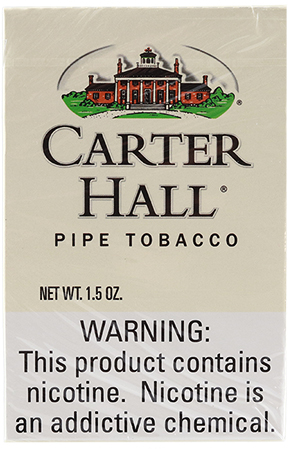 CARTER
HALL®
PIPE TOBACCO
NET WT. 1.5 OZ.
WARNING:
This product contains
nicotine. Nicotine is
an addictive chemical.